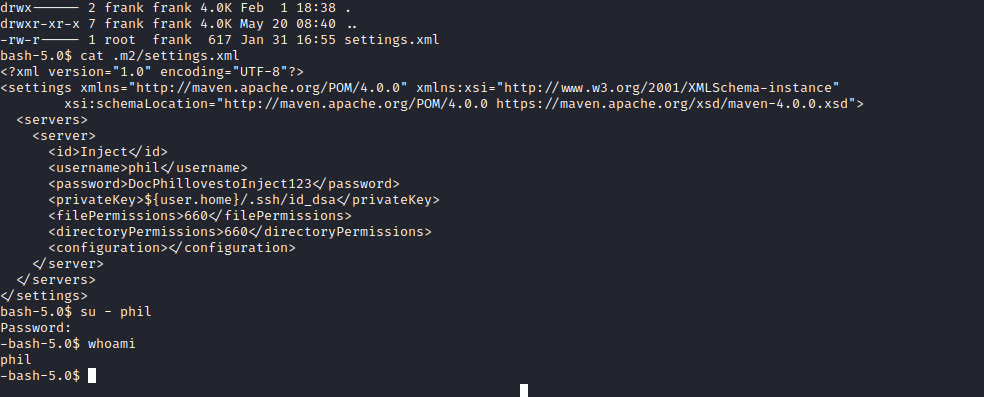 drwx------ 2 frank frank 4.0K Feb  1 18:38 .
drwxr-xr-x 7 frank frank 4.0K May 20 08:40 ..
-rw-r----- 1 root  frank  617 Jan 31 16:55 settings.xml
bash-5.0$ cat .m2/settings.xml
<?xml version="1.0" encoding="UTF-8"?>
<settings xmlns="http://maven.apache.org/POM/4.0.0" xmlns:xsi="http://www.w3.org/2001/XMLSchema-instance"
        xsi:schemaLocation="http://maven.apache.org/POM/4.0.0 https://maven.apache.org/xsd/maven-4.0.0.xsd">
  <servers>
    <server>
      <id>Inject</id>
      <username>phil</username>
      <password>DocPhillovestoInject123</password>
      <privateKey>${user.home}/.ssh/id_dsa</privateKey>
      <filePermissions>660</filePermissions>
      <directoryPermissions>660</directoryPermissions>
      <configuration></configuration>
    </server>
  </servers>
</settings>
bash-5.0$ su - phil
Password:
-bash-5.0$ whoami
phil
-bash-5.0$